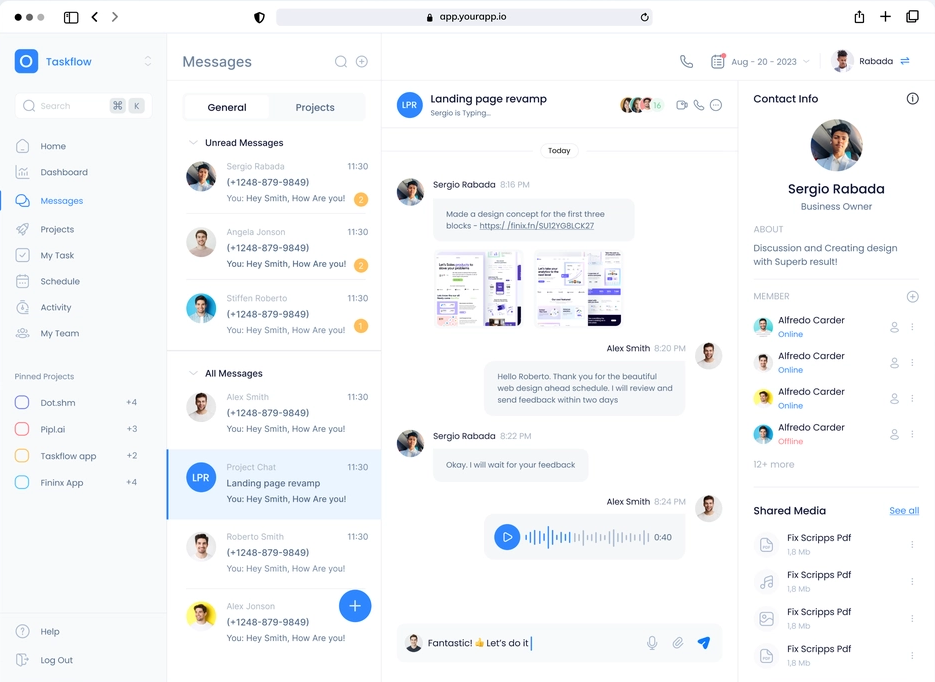 app.yourapp.io
Taskflow
Search
⌘ K
Home
Dashboard
Messages
Projects
My Task
Schedule
Activity
My Team
Pinned Projects
Dot.shm +4
Pipl.ai +3
Taskflow app +2
Fininx App +4
Help
Log Out
Messages
General Projects
Unread Messages
Sergio Rabada 11:30
(+1248-879-9849)
You: Hey Smith, How Are you! 2
Angela Jonson 11:30
(+1248-879-9849)
You: Hey Smith, How Are you! 2
Stiffen Roberto 11:30
(+1248-879-9849)
You: Hey Smith, How Are you! 1
All Messages
Alex Smith 11:30
(+1248-879-9849)
You: Hey Smith, How Are you!
LPR
Project Chat 11:30
Landing page revamp
You: Hey Smith, How Are you!
Roberto Smith 11:30
(+1248-879-9849)
You: Hey Smith, How Are you!
Alex Jonson 11:30
(+1248-879-9849)
You: Hey Smith, How Are you!
Aug - 20 - 2023
Rabada
LPR
Landing page revamp
Sergio is Typing...
16
Today
Sergio Rabada 8:16 PM
Made a design concept for the first three
blocks - https:/ /finix.fn/SU12YG8LCK27
Alex Smith 8:20 PM
Hello Roberto. Thank you for the beautiful
web design ahead schedule. I will review and
send feedback within two days
Sergio Rabada 8:22 PM
Okay. I will wait for your feedback
Alex Smith 8:24 PM
0:40
Fantastic! 👍 Let's do it
Contact Info
Sergio Rabada
Business Owner
ABOUT
Discussion and Creating design
with Superb result!
MEMBER
Alfredo Carder
Online
Alfredo Carder
Online
Alfredo Carder
Online
Alfredo Carder
Offline
12+ more
Shared Media See all
Fix Scripps Pdf
1,8 Mb
Fix Scripps Pdf
1,8 Mb
Fix Scripps Pdf
1,8 Mb
Fix Scripps Pdf
1,8 Mb